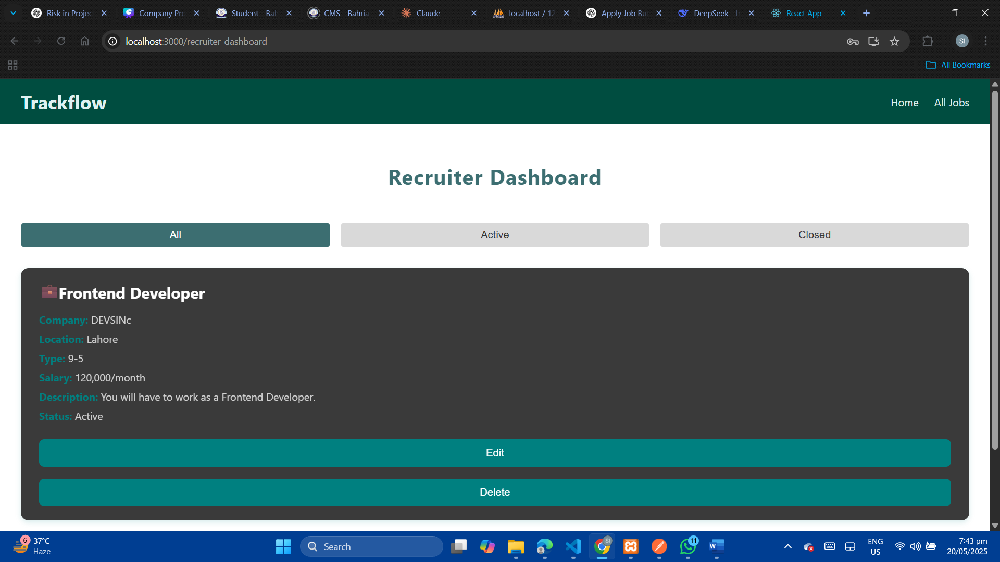 Risk in Projec
Company Pro
Student - Bah
CMS - Bahria
Claude
localhost / 12
Apply Job Bu
DeepSeek - In
React App
localhost:3000/recruiter-dashboard
SI
All Bookmarks
Trackflow
Home
All Jobs
Recruiter Dashboard
All
Active
Closed
Frontend Developer
Company: DEVSINc
Location: Lahore
Type: 9-5
Salary: 120,000/month
Description: You will have to work as a Frontend Developer.
Status: Active
Edit
Delete
6
37°C
Haze
Search
SI
11
W
ENG
US
7:43 pm
20/05/2025